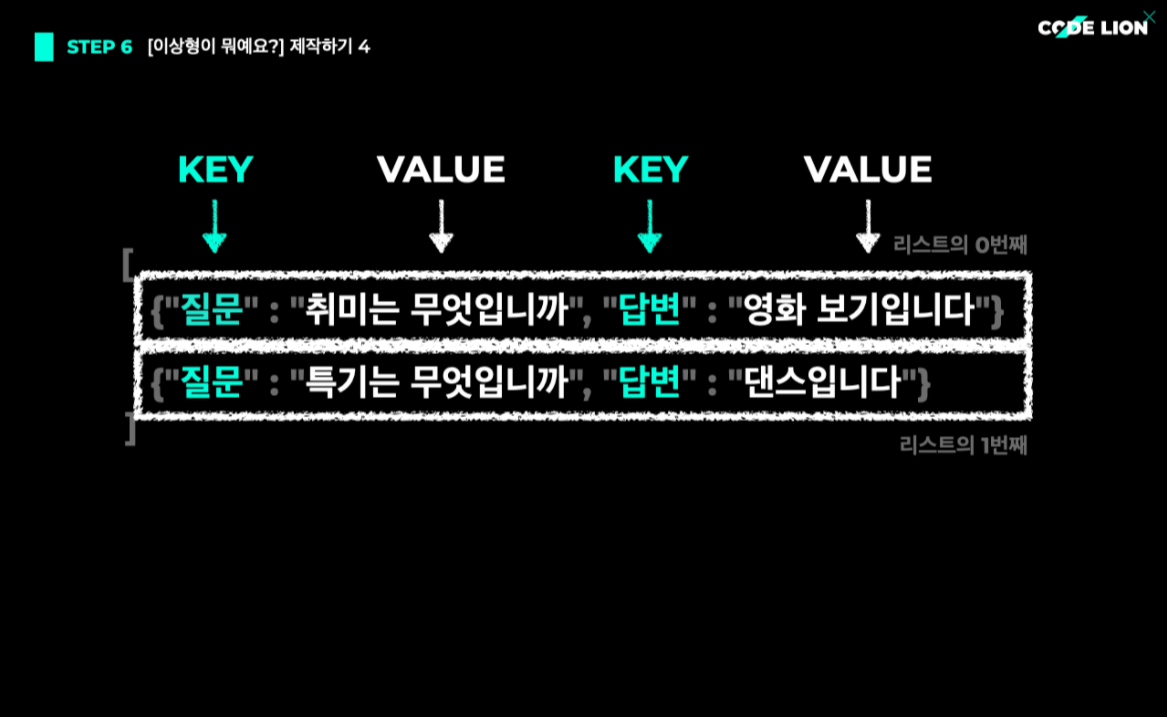 STEP 6 [이상형이 뭐예요?] 제작하기 4
CODE LION
KEY VALUE KEY VALUE
리스트의 0번째
[
{"질문" : "취미는 무엇입니까", "답변" : "영화 보기입니다"}
{"질문" : "특기는 무엇입니까", "답변" : "댄스입니다"}
]
리스트의 1번째